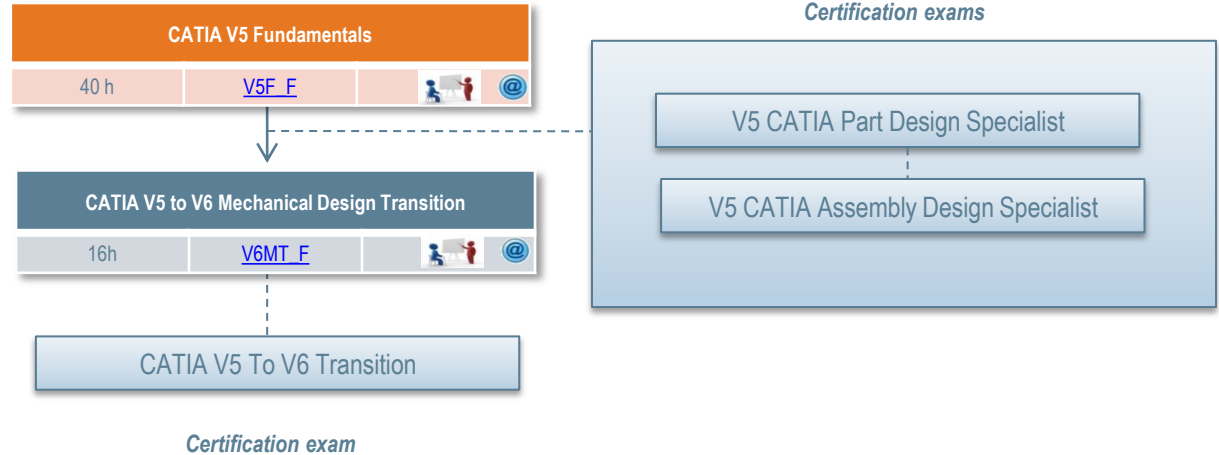 Certification exams
CATIA V5 Fundamentals
40 h V5F_F @
V5 CATIA Part Design Specialist
CATIA V5 to V6 Mechanical Design Transition
V5 CATIA Assembly Design Specialist
16h V6MT_F @
CATIA V5 To V6 Transition
Certification exam